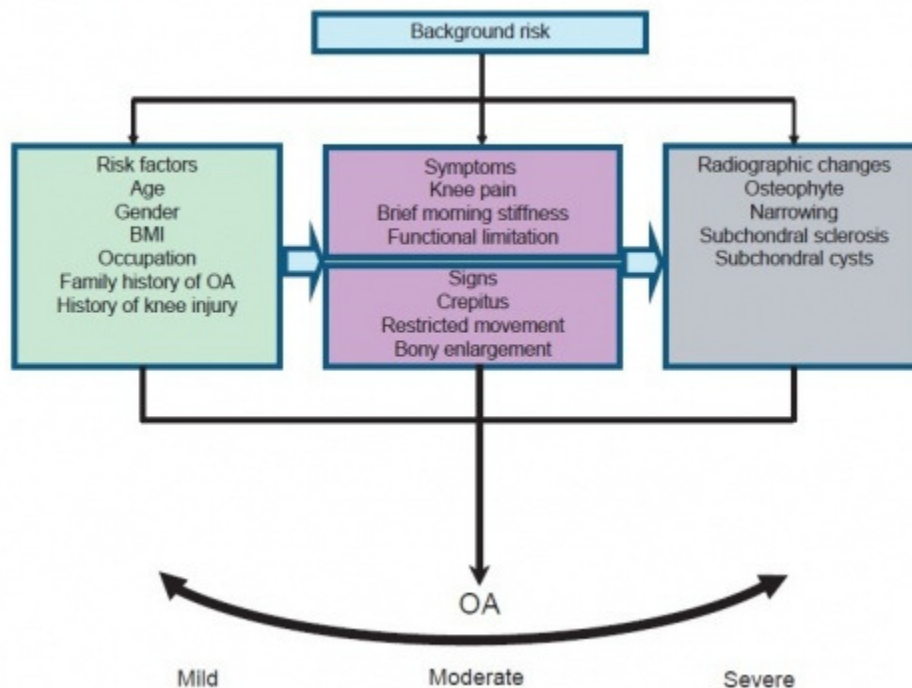 Background risk
Risk factors
Age
Gender
BMI
Occupation
Family history of OA
History of knee injury
Symptoms
Knee pain
Brief morning stiffness
Functional limitation
Signs
Crepitus
Restricted movement
Bony enlargement
Radiographic changes
Osteophyte
Narrowing
Subchondral sclerosis
Subchondral cysts
OA
Mild
Moderate
Severe